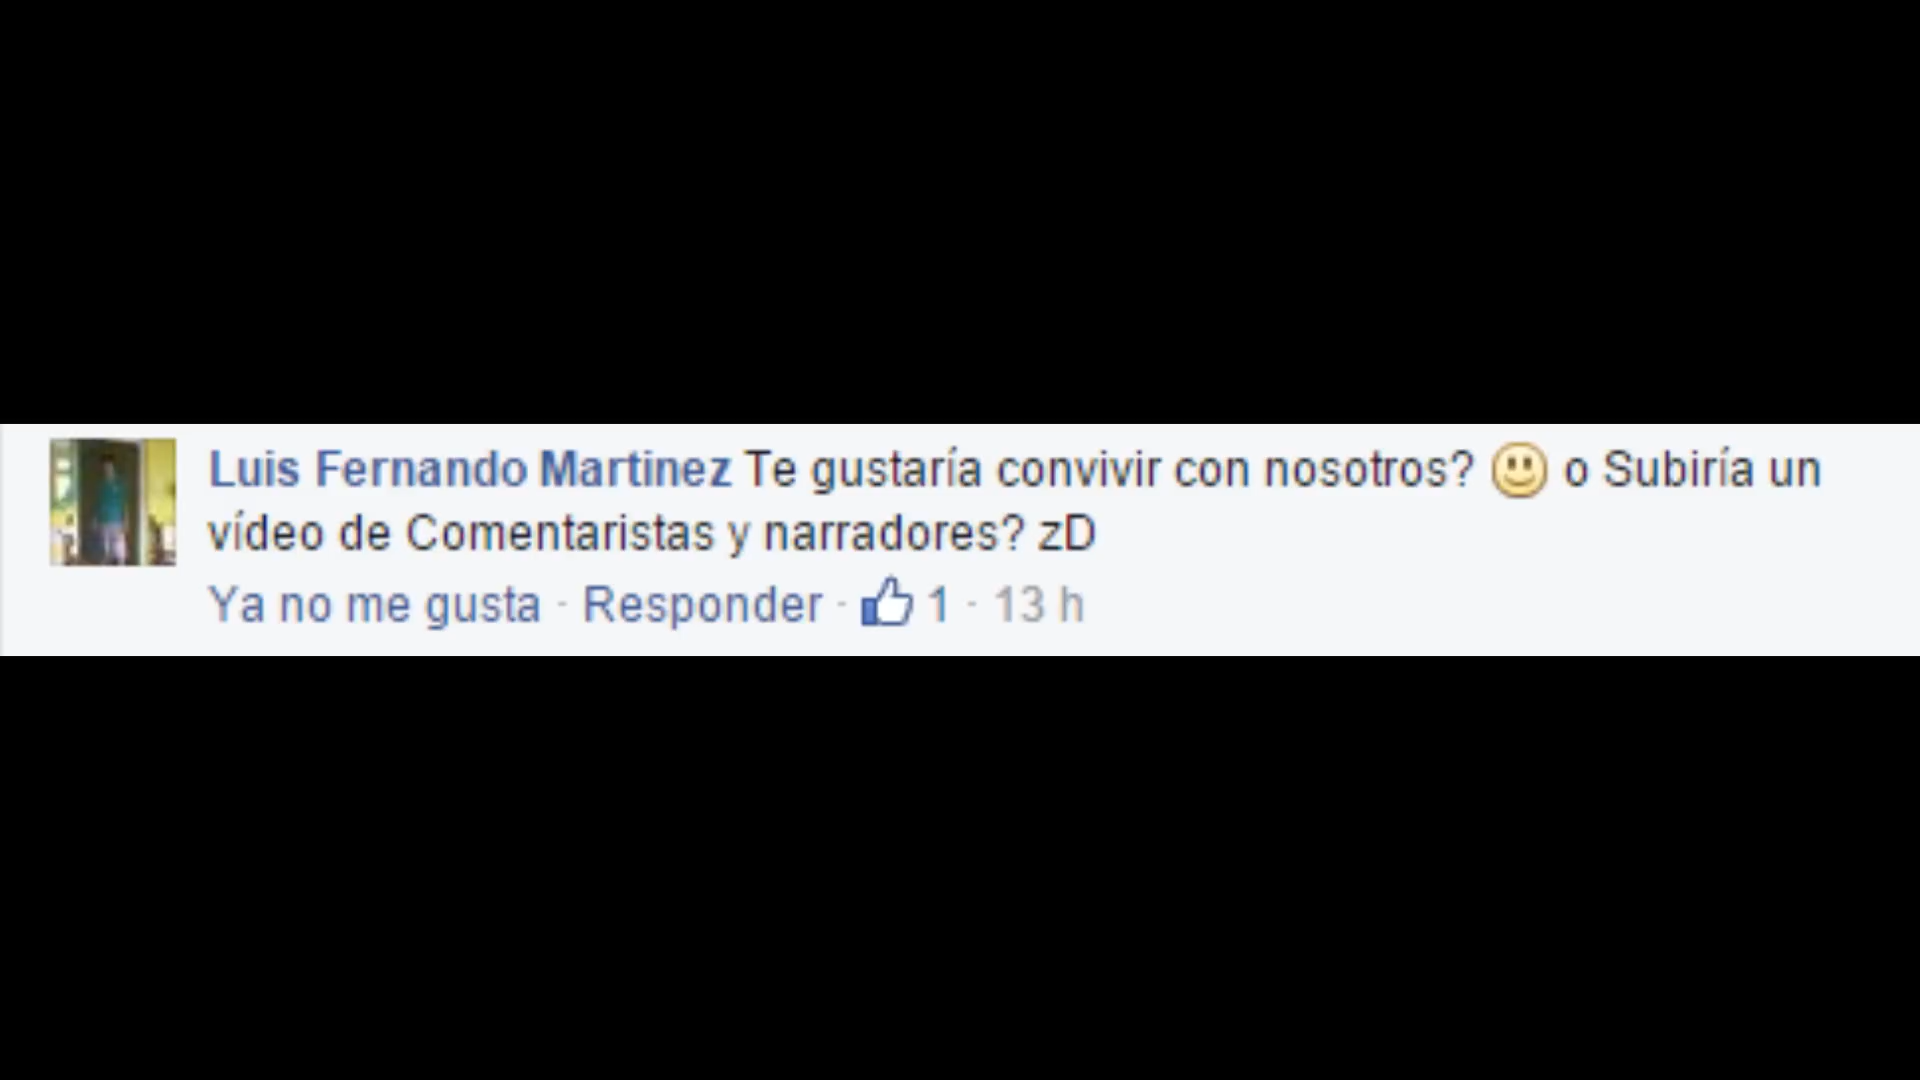 Luis Fernando Martinez Te gustaría convivir con nosotros? 🙂 o Subiría un
vídeo de Comentaristas y narradores? zD
Ya no me gusta · Responder · 1 · 13 h